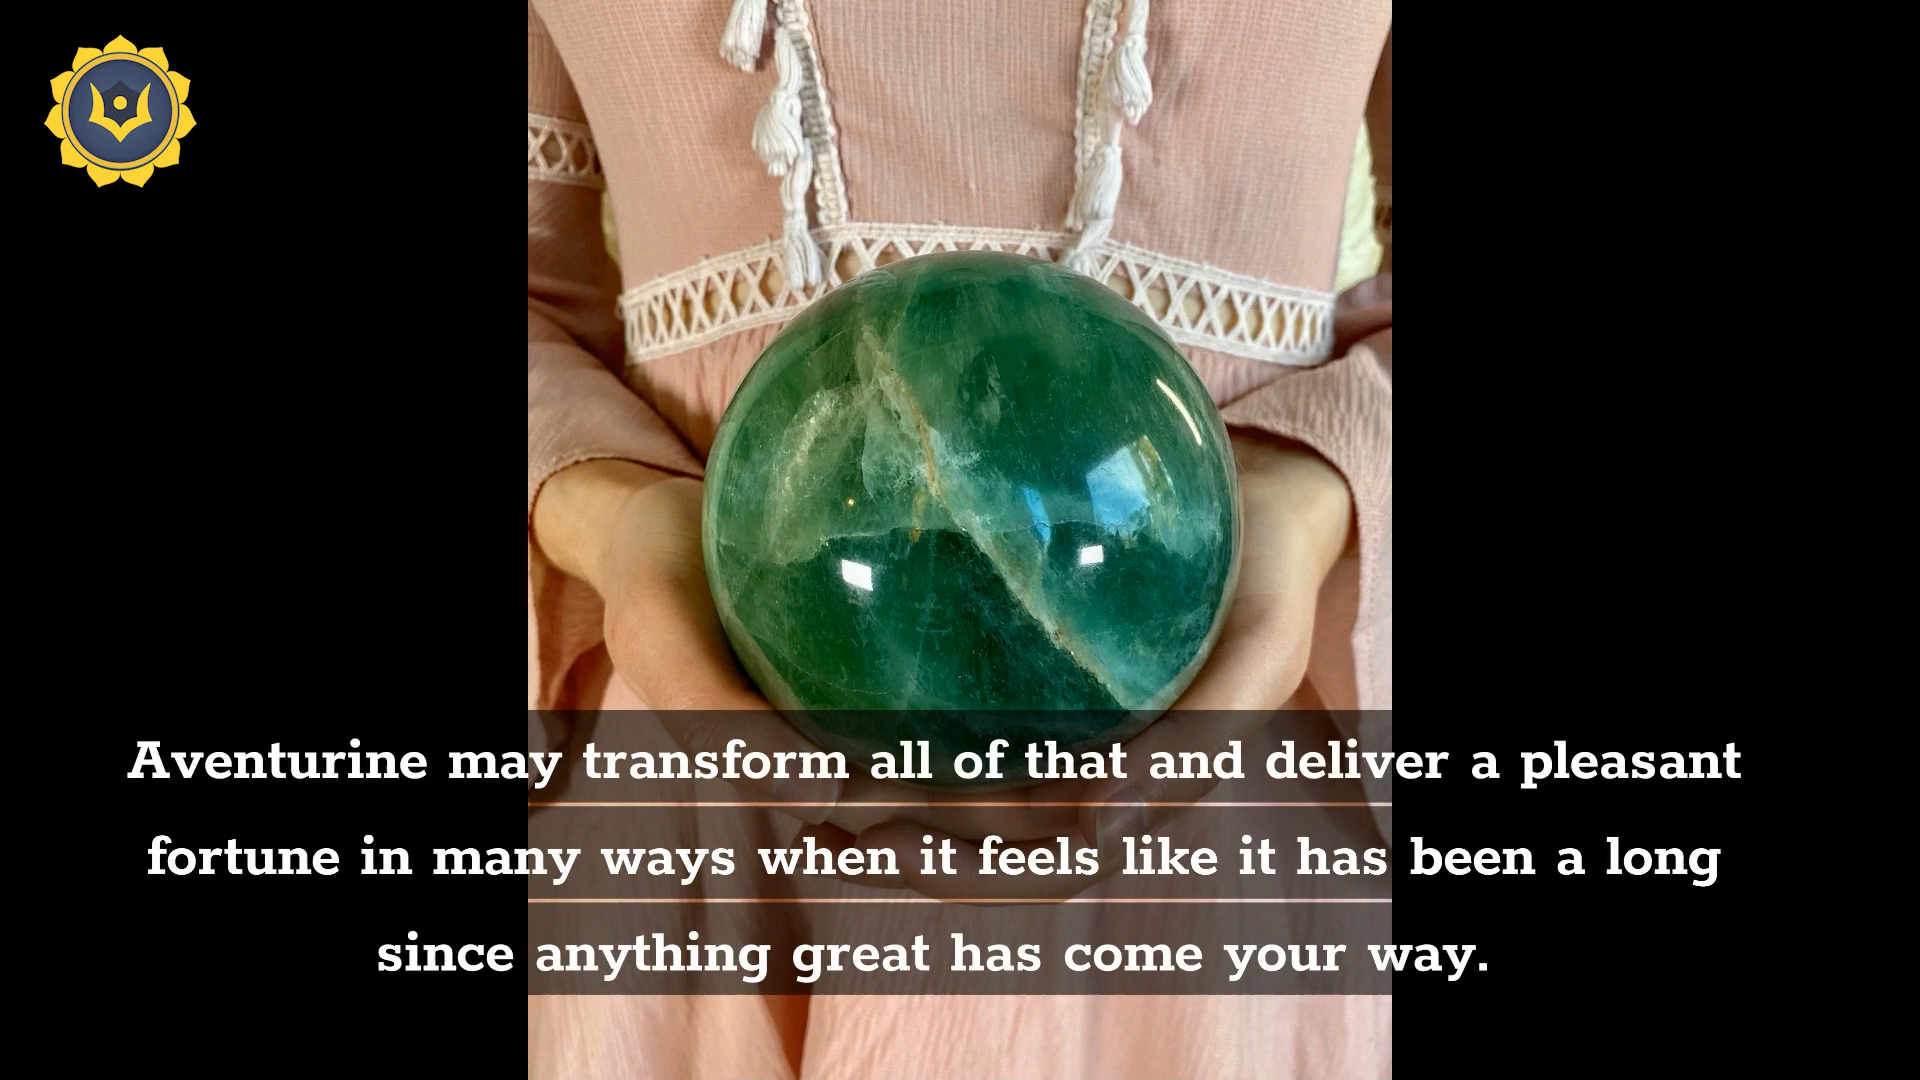 Aventurine may transform all of that and deliver a pleasant
fortune in many ways when it feels like it has been a long
since anything great has come your way.